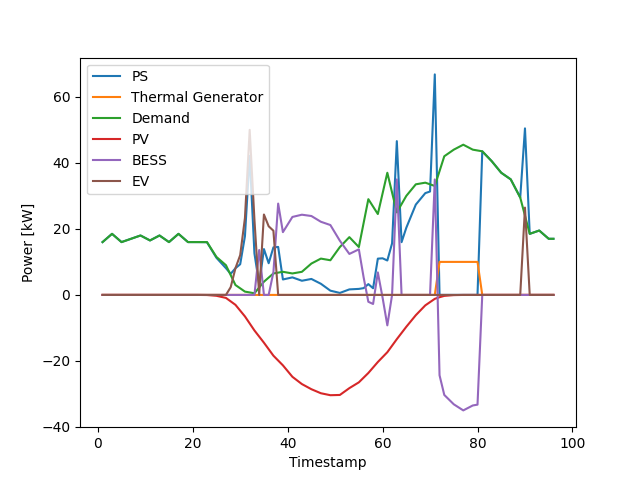 PS
Thermal Generator
Demand
PV
BESS
EV
Power [kW]
60
40
20
0
−20
−40
0
20
40
60
80
100
Timestamp